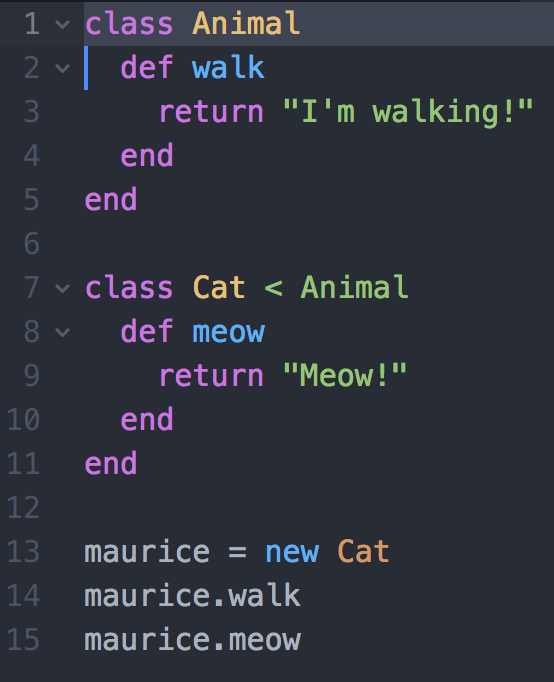 1 class Animal
2   def walk
3     return "I'm walking!"
4   end
5 end
6
7 class Cat < Animal
8   def meow
9     return "Meow!"
10   end
11 end
12
13 maurice = new Cat
14 maurice.walk
15 maurice.meow